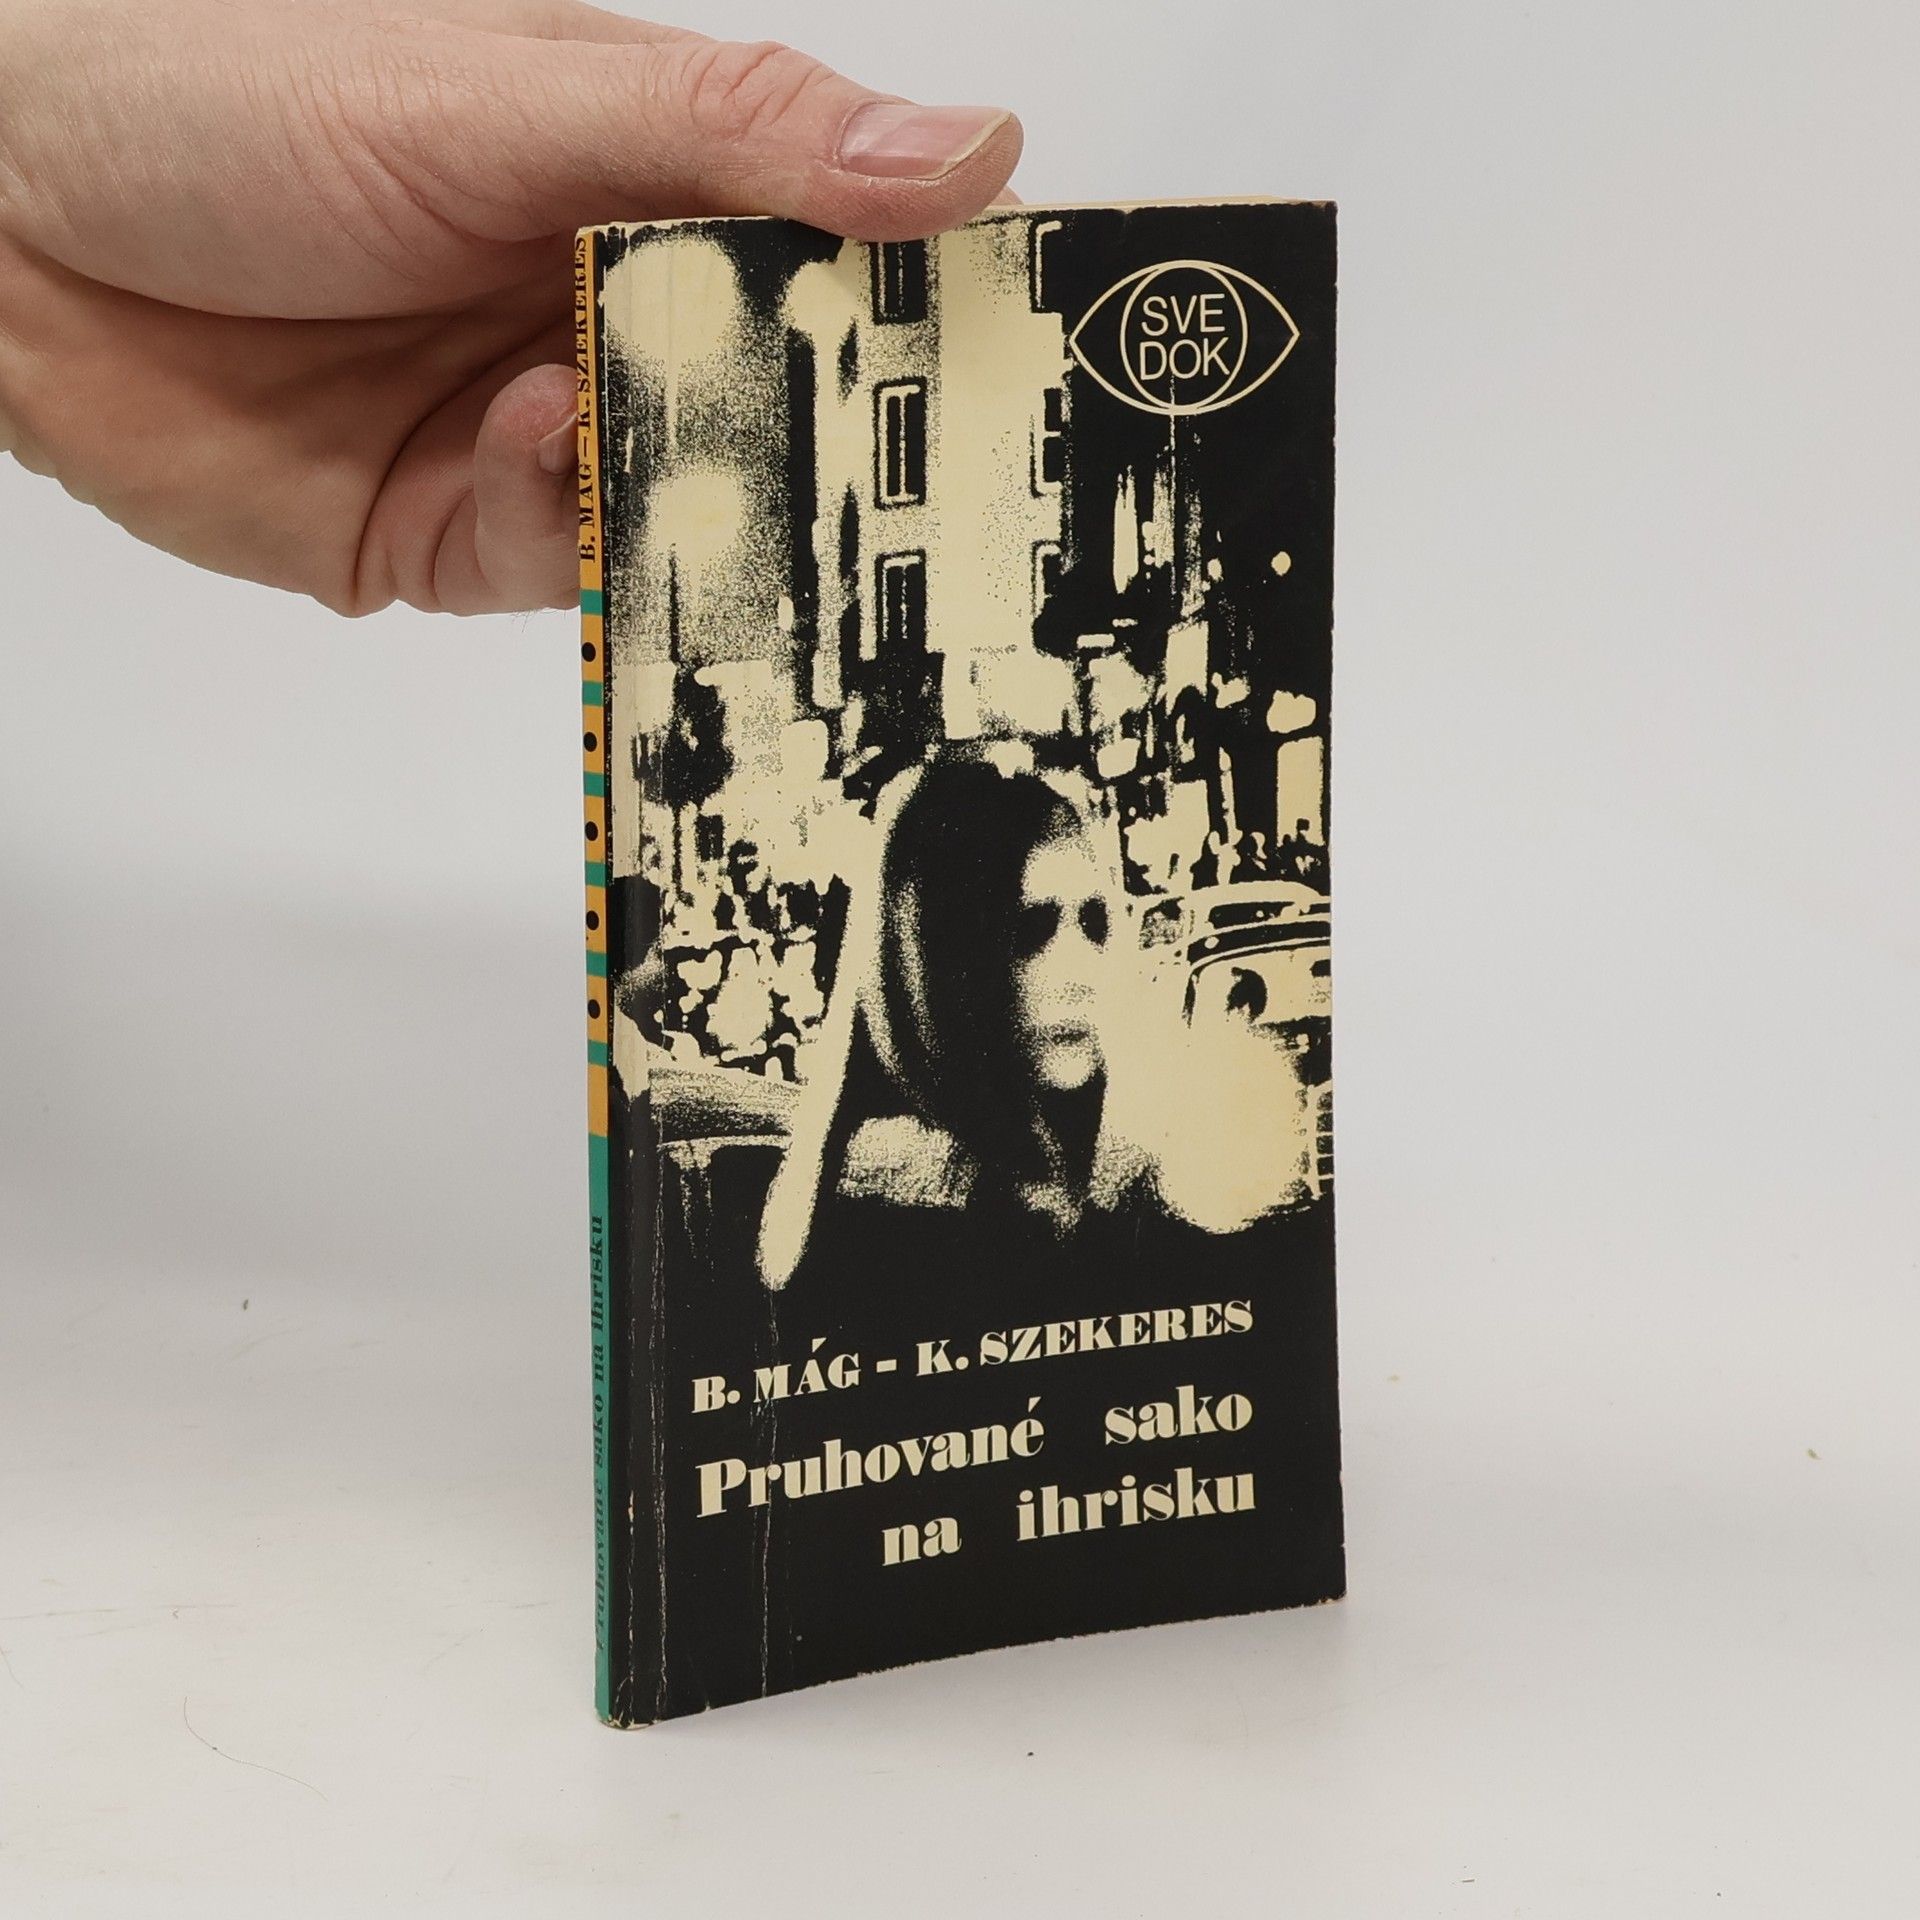 SVE
DOK
B. MÁG – K. SZEKERES
Pruhované sako
na ihrisku
B. MÁG – K. SZEKERES
Pruhované sako na ihrisku